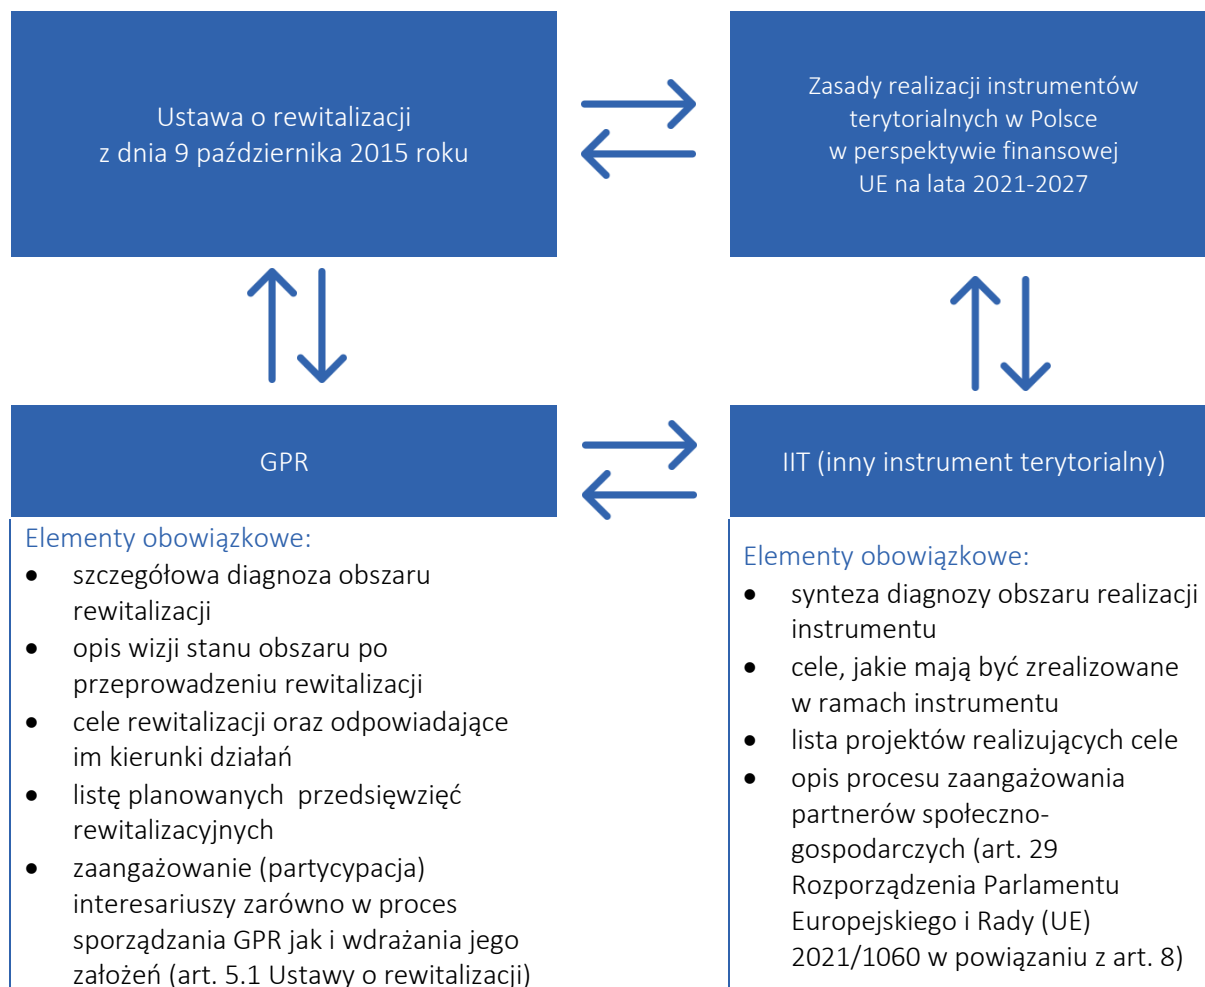 Ustawa o rewitalizacji
z dnia 9 października 2015 roku
Zasady realizacji instrumentów
terytorialnych w Polsce
w perspektywie finansowej
UE na lata 2021-2027
GPR
IIT (inny instrument terytorialny)
Elementy obowiązkowe:
• szczegółowa diagnoza obszaru
rewitalizacji
• opis wizji stanu obszaru po
przeprowadzeniu rewitalizacji
• cele rewitalizacji oraz odpowiadające
im kierunki działań
• listę planowanych przedsięwzięć
rewitalizacyjnych
• zaangażowanie (partycypacja)
interesariuszy zarówno w proces
sporządzania GPR jak i wdrażania jego
założeń (art. 5.1 Ustawy o rewitalizacji)
Elementy obowiązkowe:
• synteza diagnozy obszaru realizacji
instrumentu
• cele, jakie mają być zrealizowane
w ramach instrumentu
• lista projektów realizujących cele
• opis procesu zaangażowania
partnerów społeczno-
gospodarczych (art. 29
Rozporządzenia Parlamentu
Europejskiego i Rady (UE)
2021/1060 w powiązaniu z art. 8)